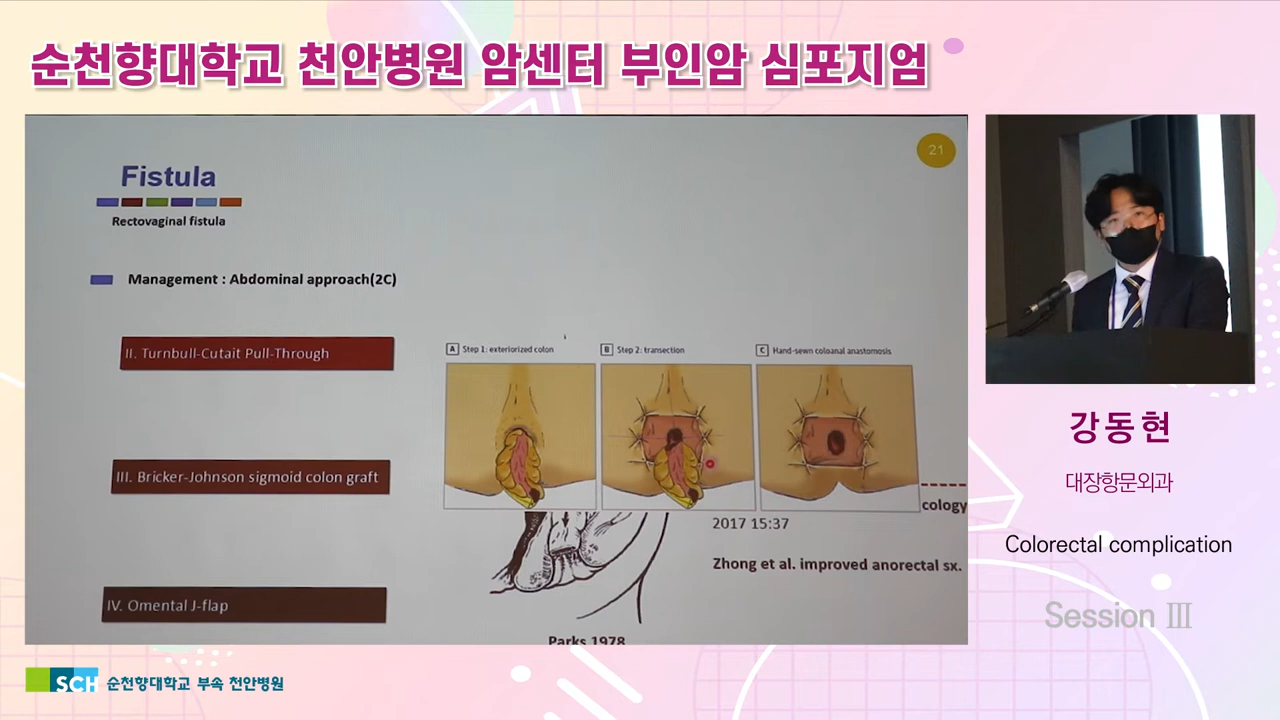 순천향대학교 천안병원 암센터 부인암 심포지엄
21
Fistula
Rectovaginal fistula
Management : Abdominal approach(2C)
II. Turnbull-Cutait Pull-Through
III. Bricker-Johnson sigmoid colon graft
IV. Omental J-flap
A Step 1: exteriorized colon
B Step 2: transection
C Hand-sewn coloanal anastomosis
cology
2017 15:37
Zhong et al. improved anorectal sx.
Parks 1978
강동현
대장항문외과
Colorectal complication
Session Ⅲ
SCH 순천향대학교 부속 천안병원